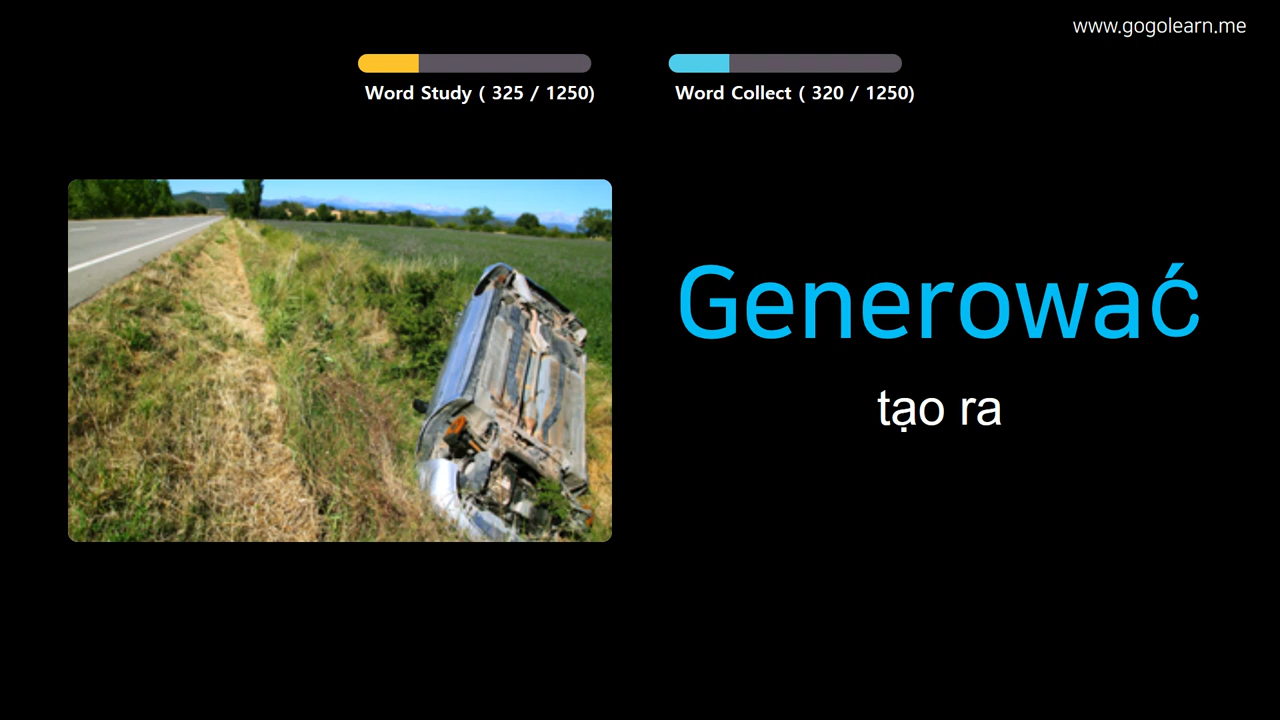 www.gogolearn.me
Word Study ( 325 / 1250)
Word Collect ( 320 / 1250)
Generować
tạo ra